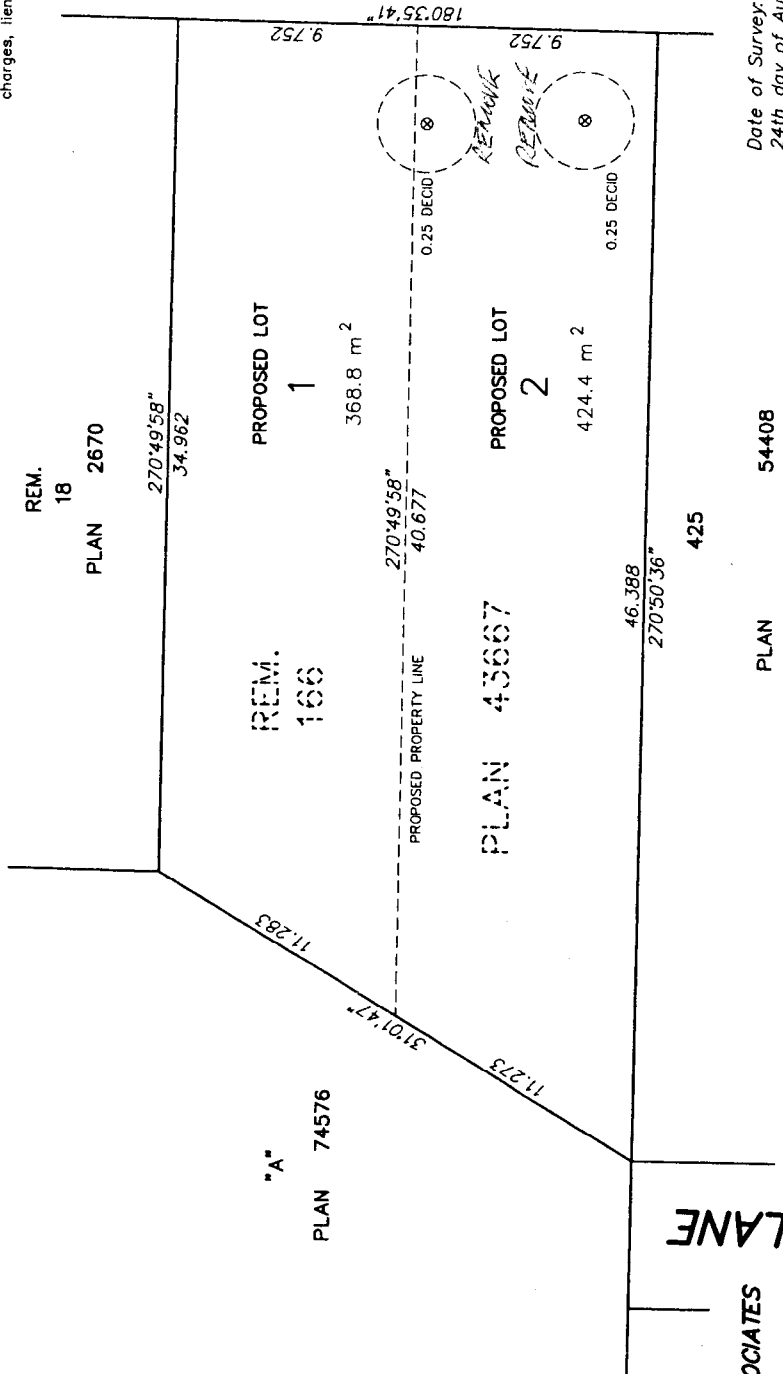 charges, lien
180°35'41"
9.752
9.752
REMOVE
REMOVE
0.25 DECID
0.25 DECID
REM.
18
PLAN 2670
270°49'58"
34.962
PROPOSED LOT
1
368.8 m²
270°49'58"
40.677
PROPOSED LOT
2
424.4 m²
REM.
166
PROPOSED PROPERTY LINE
PLAN 43667
46.388
270°50'36"
425
PLAN 54408
11.283
31°01'47"
11.273
"A"
PLAN 74576
LANE
OCIATES
Date of Survey:
24th day of Au